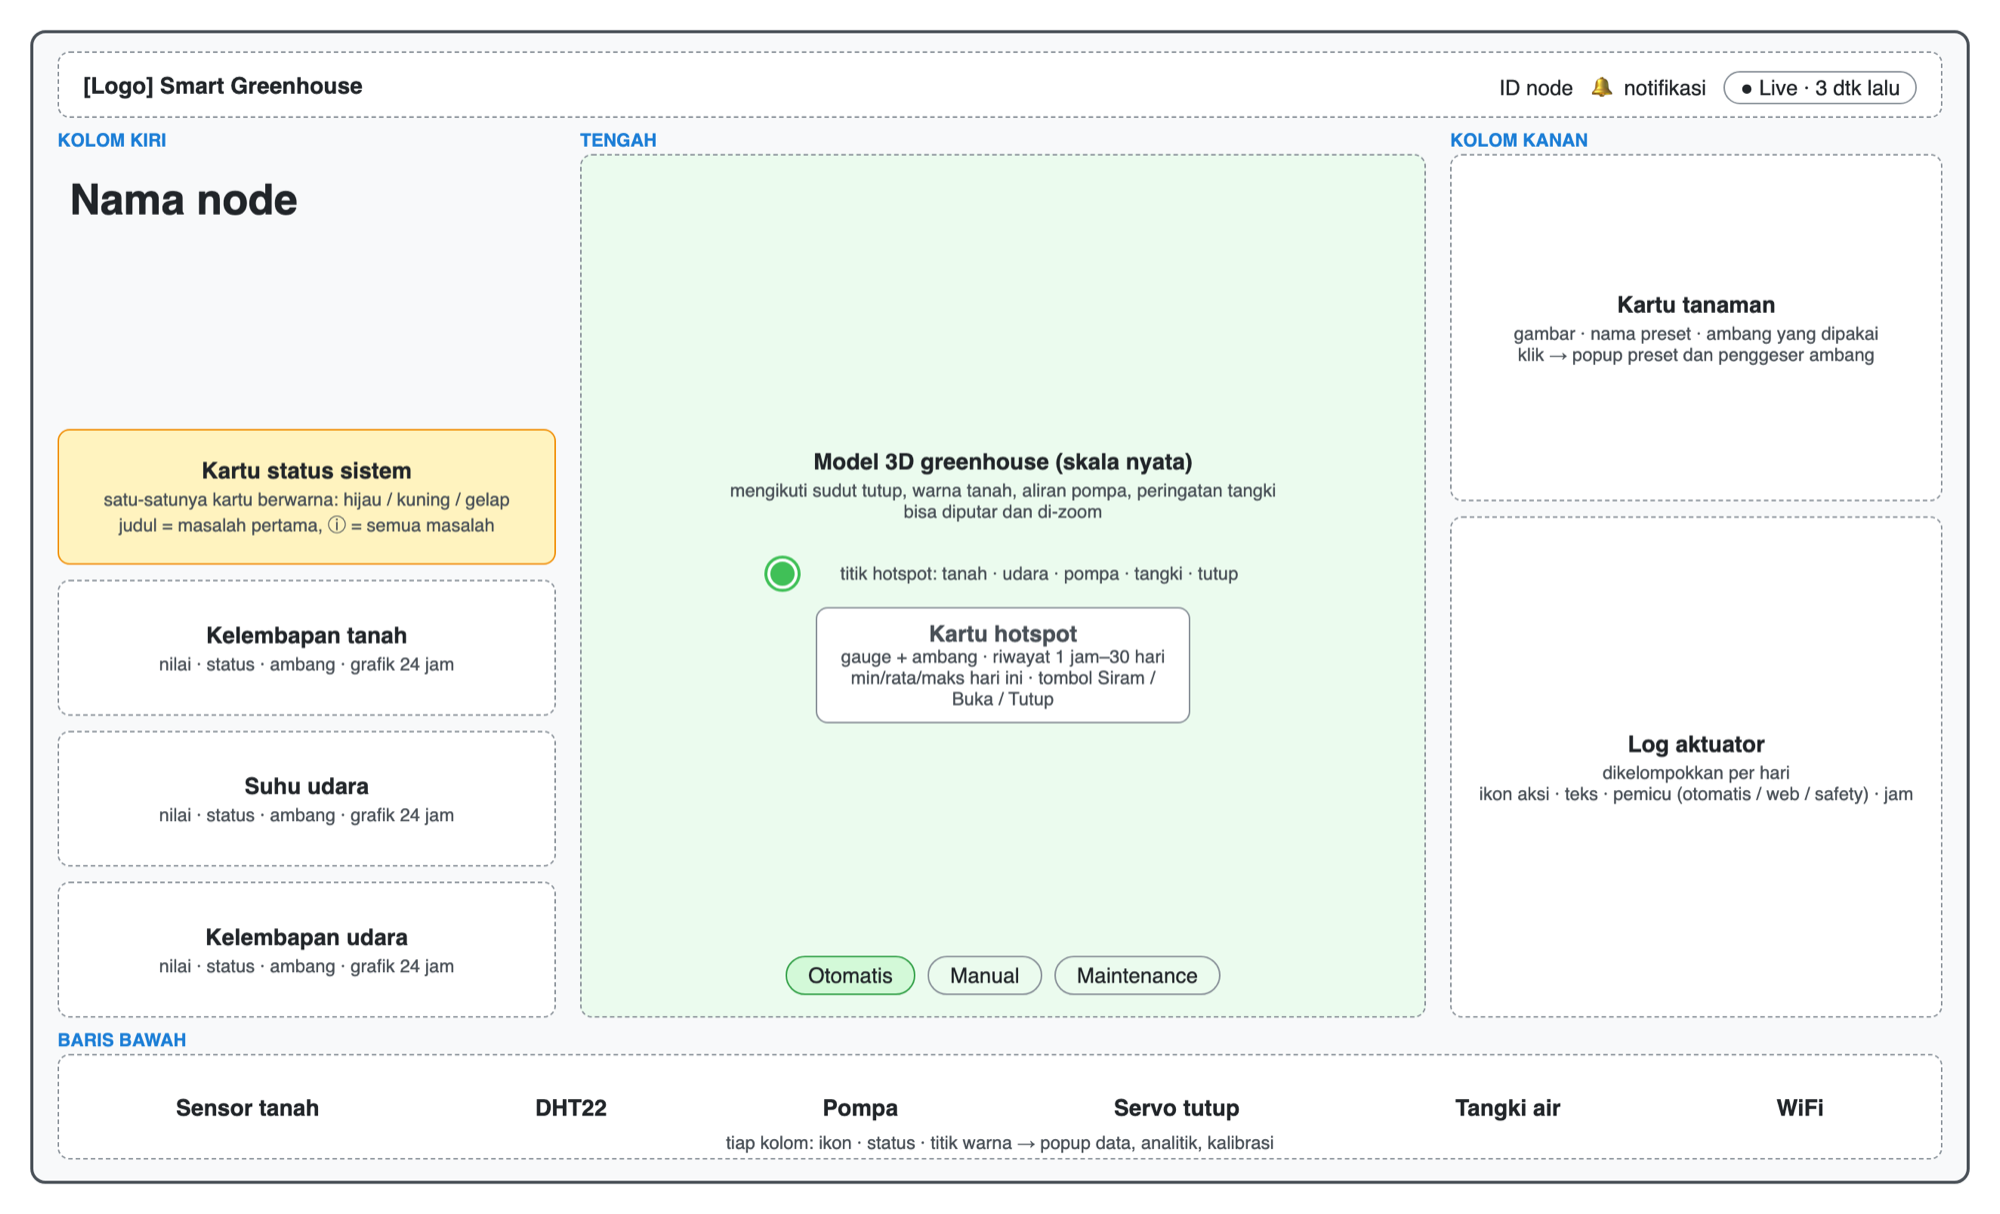 [Logo] Smart Greenhouse
ID node 🔔 notifikasi ● Live · 3 dtk lalu
KOLOM KIRI
Nama node
Kartu status sistem
satu-satunya kartu berwarna: hijau / kuning / gelap
judul = masalah pertama, ⓘ = semua masalah
Kelembapan tanah
nilai · status · ambang · grafik 24 jam
Suhu udara
nilai · status · ambang · grafik 24 jam
Kelembapan udara
nilai · status · ambang · grafik 24 jam
TENGAH
Model 3D greenhouse (skala nyata)
mengikuti sudut tutup, warna tanah, aliran pompa, peringatan tangki
bisa diputar dan di-zoom
titik hotspot: tanah · udara · pompa · tangki · tutup
Kartu hotspot
gauge + ambang · riwayat 1 jam–30 hari
min/rata/maks hari ini · tombol Siram /
Buka / Tutup
Otomatis Manual Maintenance
KOLOM KANAN
Kartu tanaman
gambar · nama preset · ambang yang dipakai
klik → popup preset dan penggeser ambang
Log aktuator
dikelompokkan per hari
ikon aksi · teks · pemicu (otomatis / web / safety) · jam
BARIS BAWAH
Sensor tanah DHT22 Pompa Servo tutup Tangki air WiFi
tiap kolom: ikon · status · titik warna → popup data, analitik, kalibrasi